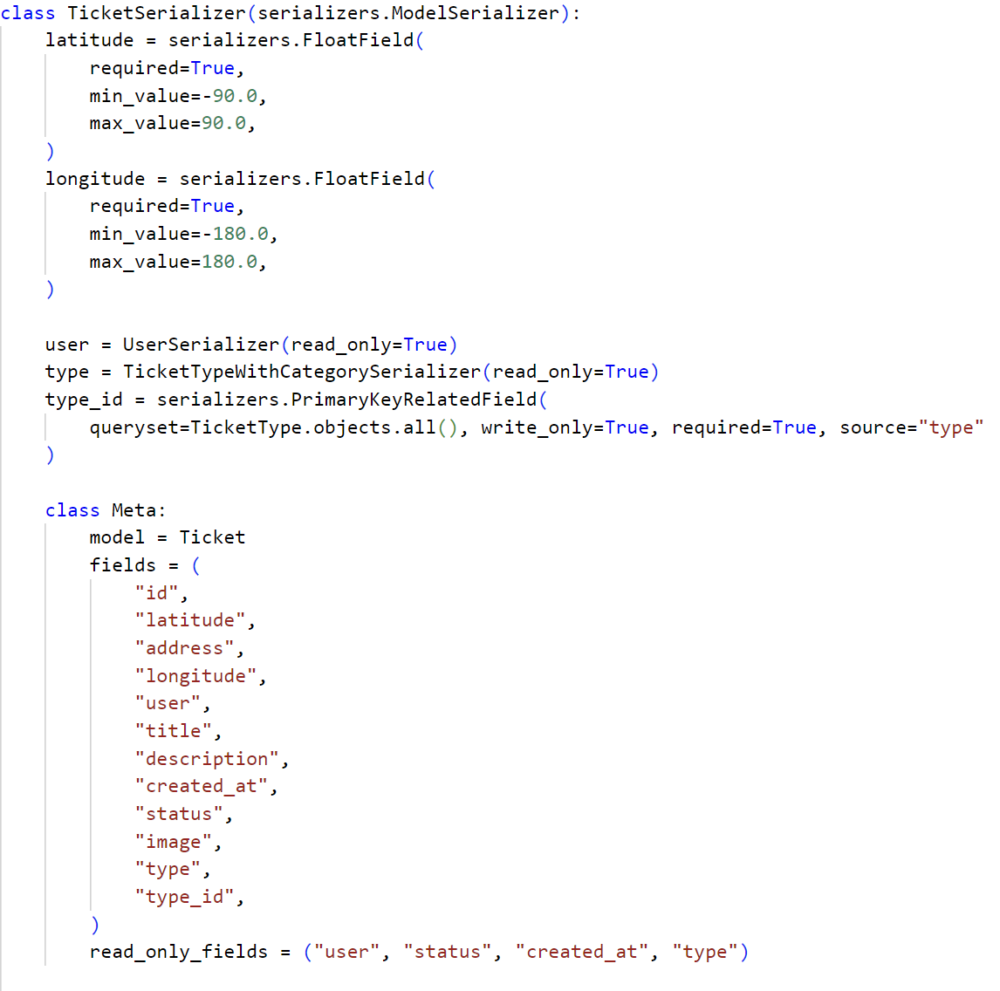 class TicketSerializer(serializers.ModelSerializer):
    latitude = serializers.FloatField(
        required=True,
        min_value=-90.0,
        max_value=90.0,
    )
    longitude = serializers.FloatField(
        required=True,
        min_value=-180.0,
        max_value=180.0,
    )

    user = UserSerializer(read_only=True)
    type = TicketTypeWithCategorySerializer(read_only=True)
    type_id = serializers.PrimaryKeyRelatedField(
        queryset=TicketType.objects.all(), write_only=True, required=True, source="type"
    )

    class Meta:
        model = Ticket
        fields = (
            "id",
            "latitude",
            "address",
            "longitude",
            "user",
            "title",
            "description",
            "created_at",
            "status",
            "image",
            "type",
            "type_id",
        )
        read_only_fields = ("user", "status", "created_at", "type")